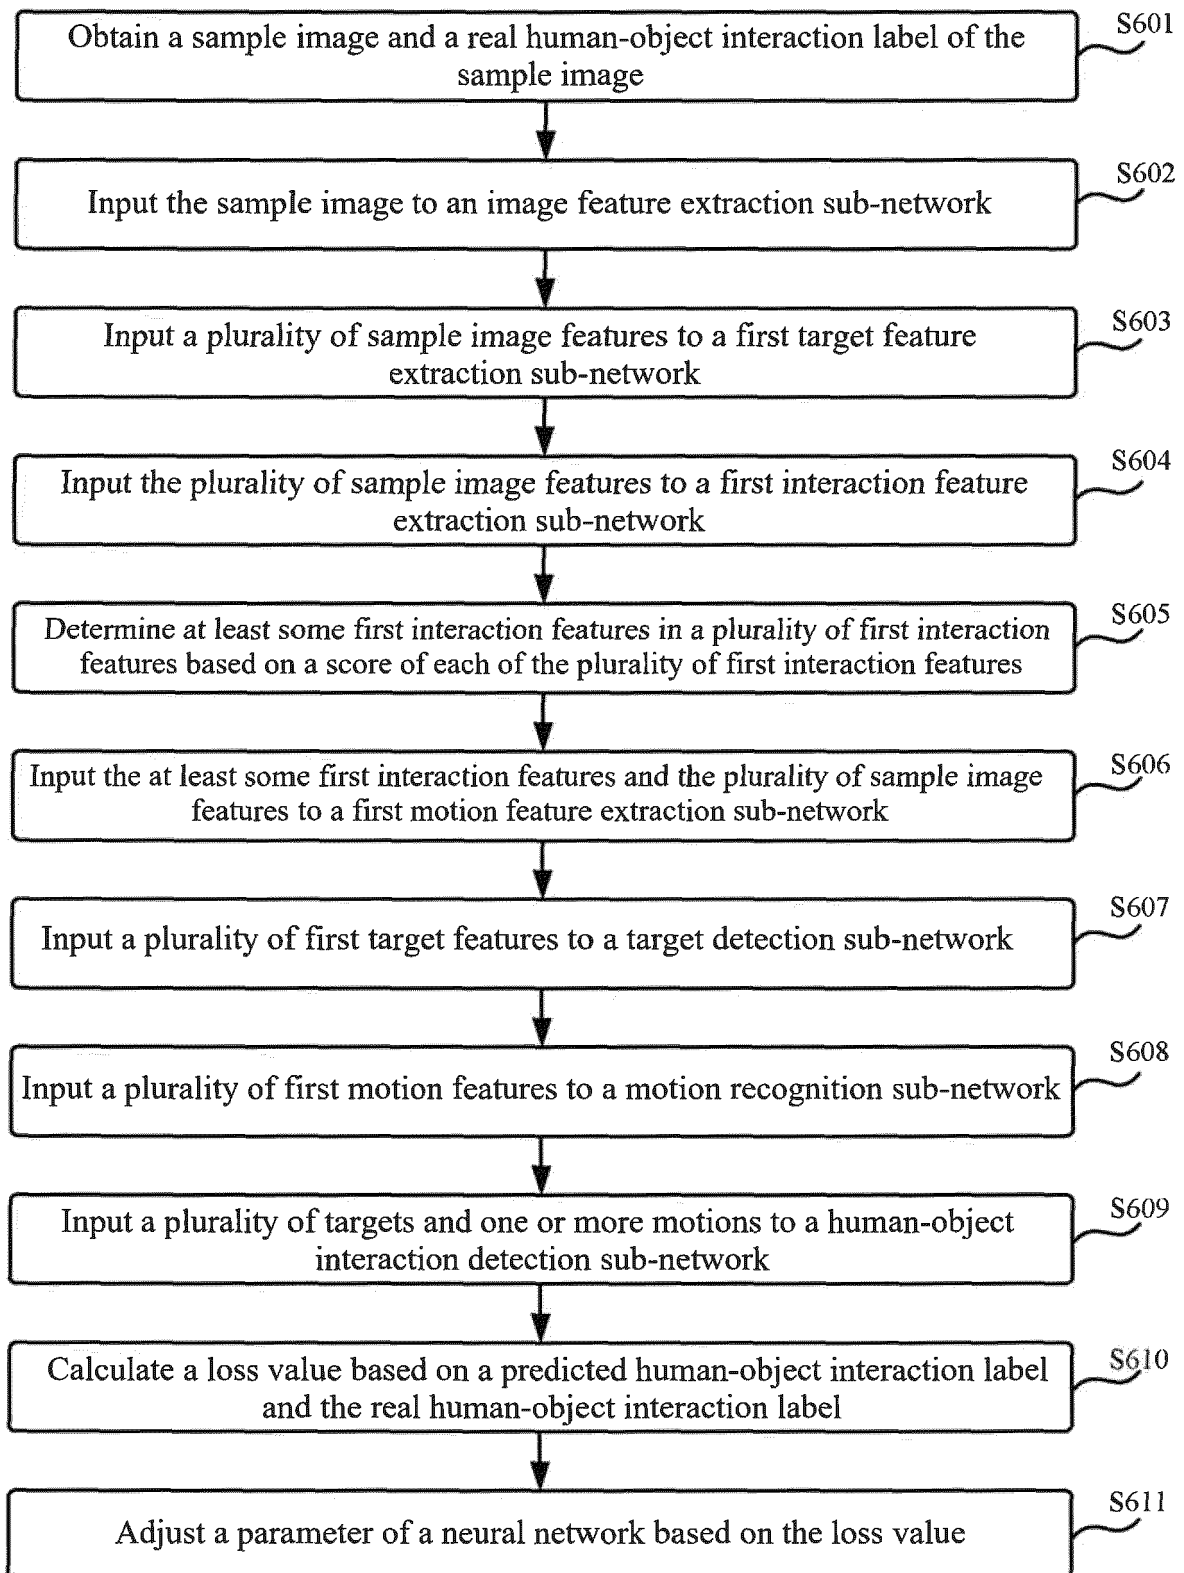 S601
Obtain a sample image and a real human-object interaction label of the
sample image
S602
Input the sample image to an image feature extraction sub-network
S603
Input a plurality of sample image features to a first target feature
extraction sub-network
S604
Input the plurality of sample image features to a first interaction feature
extraction sub-network
S605
Determine at least some first interaction features in a plurality of first interaction
features based on a score of each of the plurality of first interaction features
S606
Input the at least some first interaction features and the plurality of sample image
features to a first motion feature extraction sub-network
S607
Input a plurality of first target features to a target detection sub-network
S608
Input a plurality of first motion features to a motion recognition sub-network
S609
Input a plurality of targets and one or more motions to a human-object
interaction detection sub-network
S610
Calculate a loss value based on a predicted human-object interaction label
and the real human-object interaction label
S611
Adjust a parameter of a neural network based on the loss value